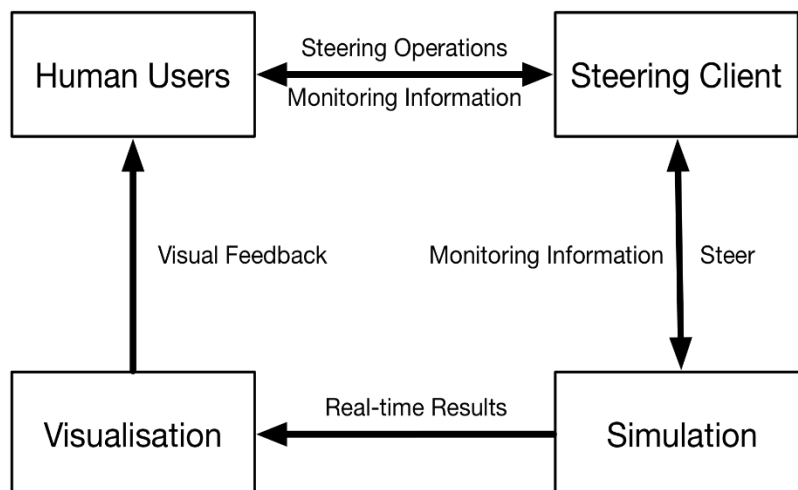 Human Users
Steering Operations
Monitoring Information
Steering Client
Visual Feedback
Monitoring Information
Steer
Visualisation
Real-time Results
Simulation